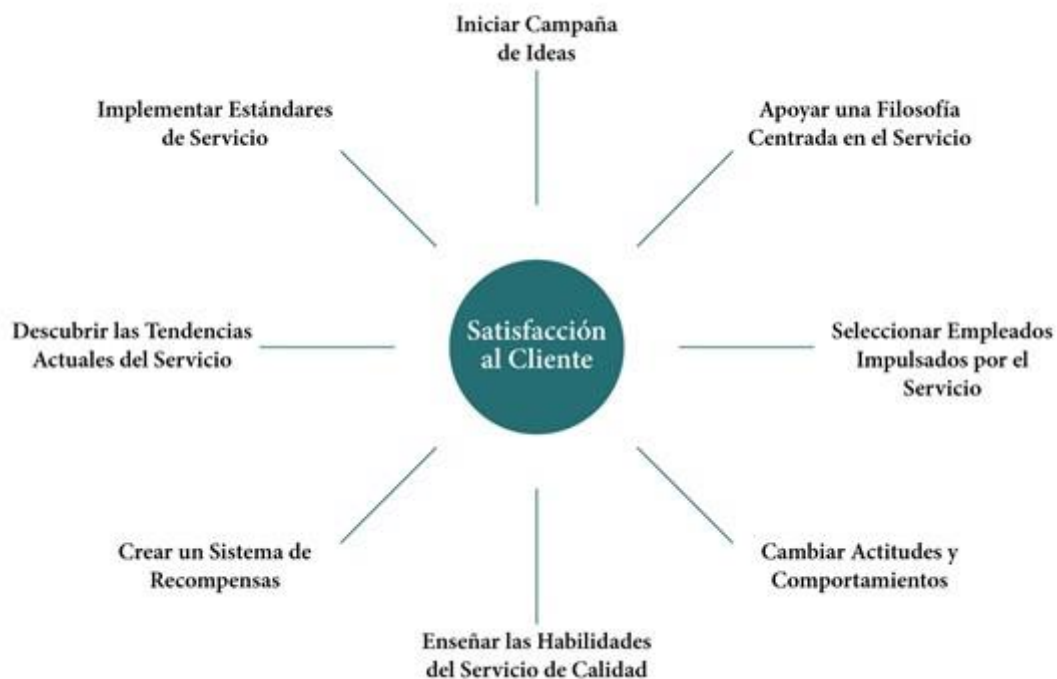 Iniciar Campaña
de Ideas
Implementar Estándares
de Servicio
Apoyar una Filosofía
Centrada en el Servicio
Descubrir las Tendencias
Actuales del Servicio
Satisfacción
al Cliente
Seleccionar Empleados
Impulsados por el
Servicio
Crear un Sistema de
Recompensas
Cambiar Actitudes y
Comportamientos
Enseñar las Habilidades
del Servicio de Calidad